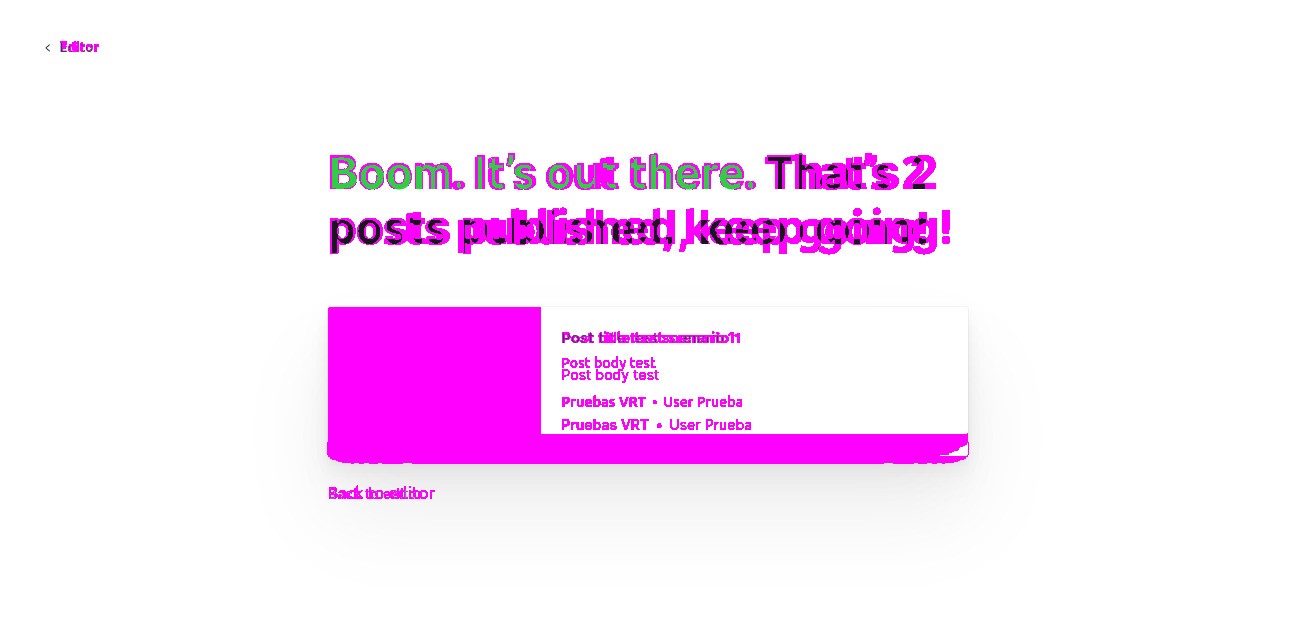 ‹ Editor
Boom. It's out there. That's 2
posts published, keep going!
Post title test scenario 1
Post body test
Post body test
Pruebas VRT • User Prueba
Pruebas VRT • User Prueba
Back to editor